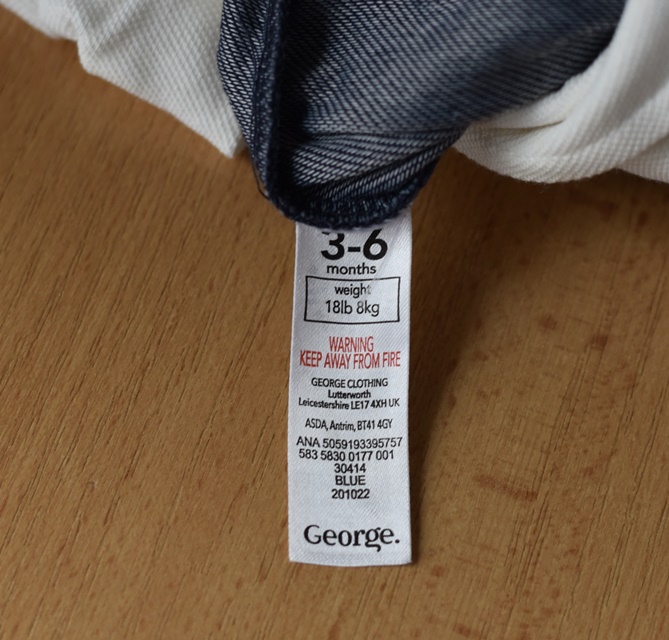 3-6
months
weight
18lb 8kg
WARNING
KEEP AWAY FROM FIRE
GEORGE CLOTHING
Lutterworth
Leicestershire LE17 4XH UK
ASDA, Antrim, BT41 4GY
ANA 5059193395757
583 5830 0177 001
30414
BLUE
201022
George.